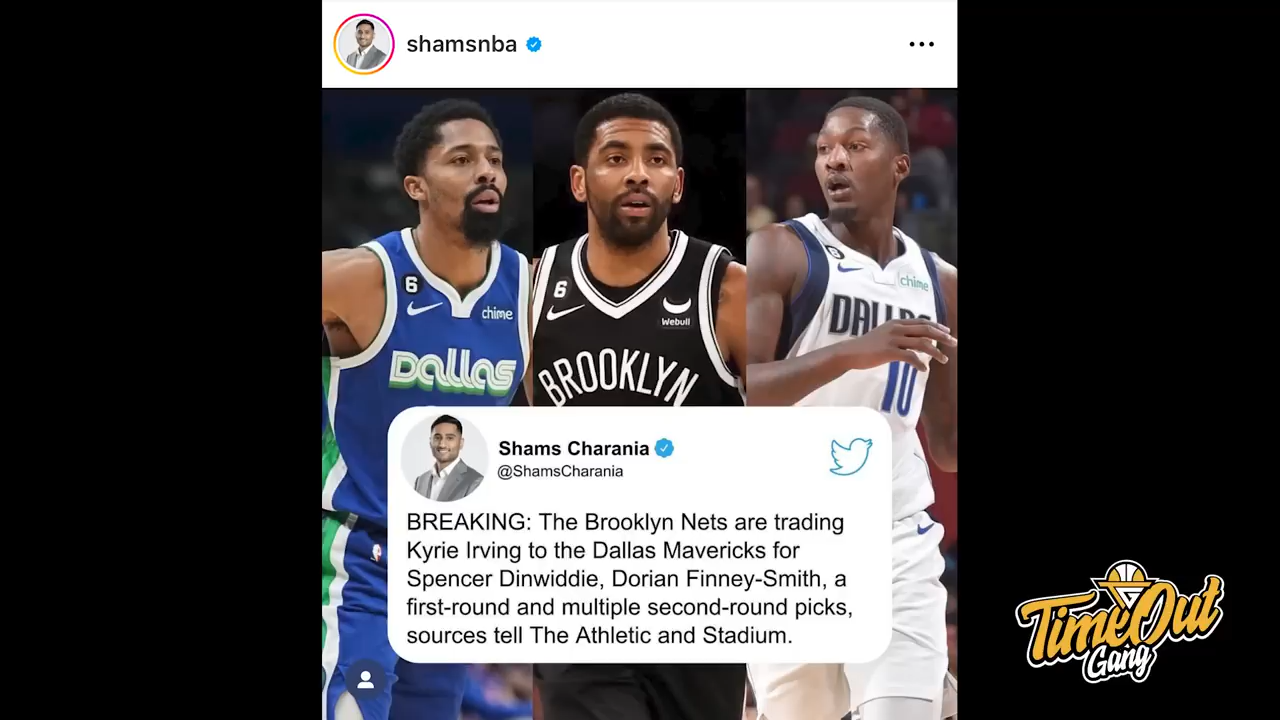 shamsnba
6
chime
Dallas
6
Webull
BROOKLYN
6
chime
DALLAS
10
Shams Charania
@ShamsCharania
BREAKING: The Brooklyn Nets are trading
Kyrie Irving to the Dallas Mavericks for
Spencer Dinwiddie, Dorian Finney-Smith, a
first-round and multiple second-round picks,
sources tell The Athletic and Stadium.
TimeOut
Gang